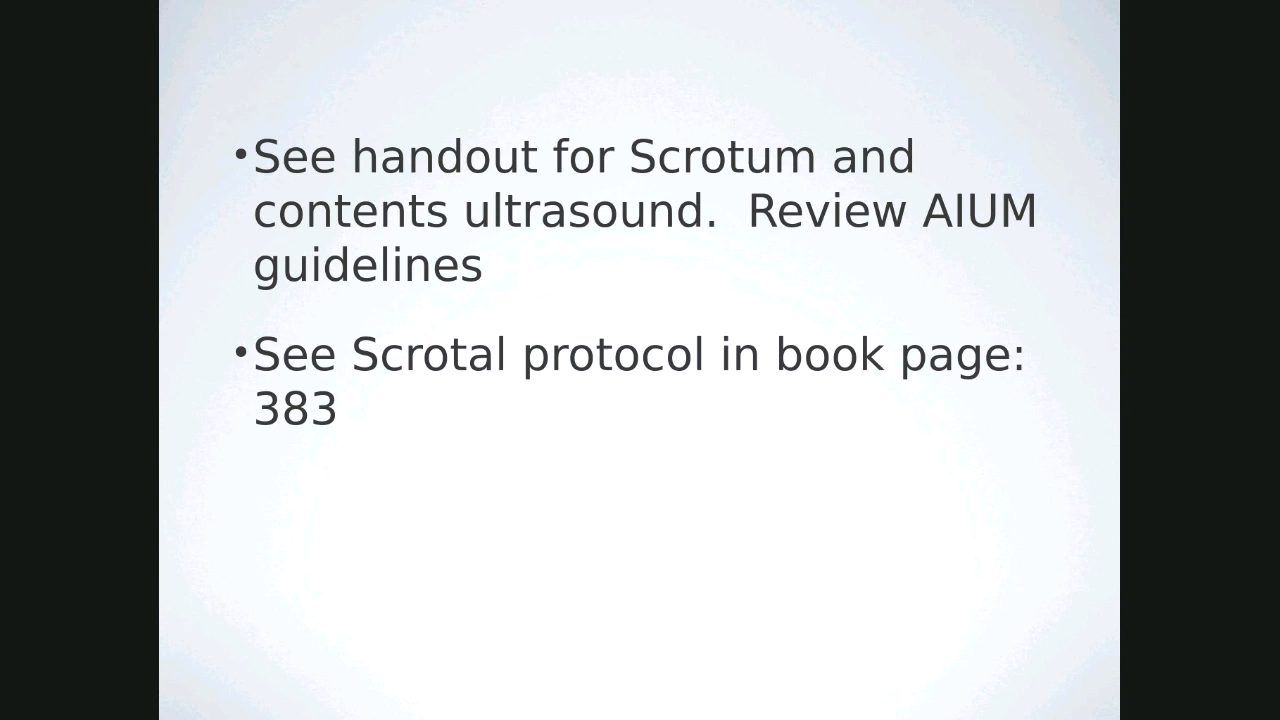 •See handout for Scrotum and
contents ultrasound.  Review AIUM
guidelines
•See Scrotal protocol in book page:
383